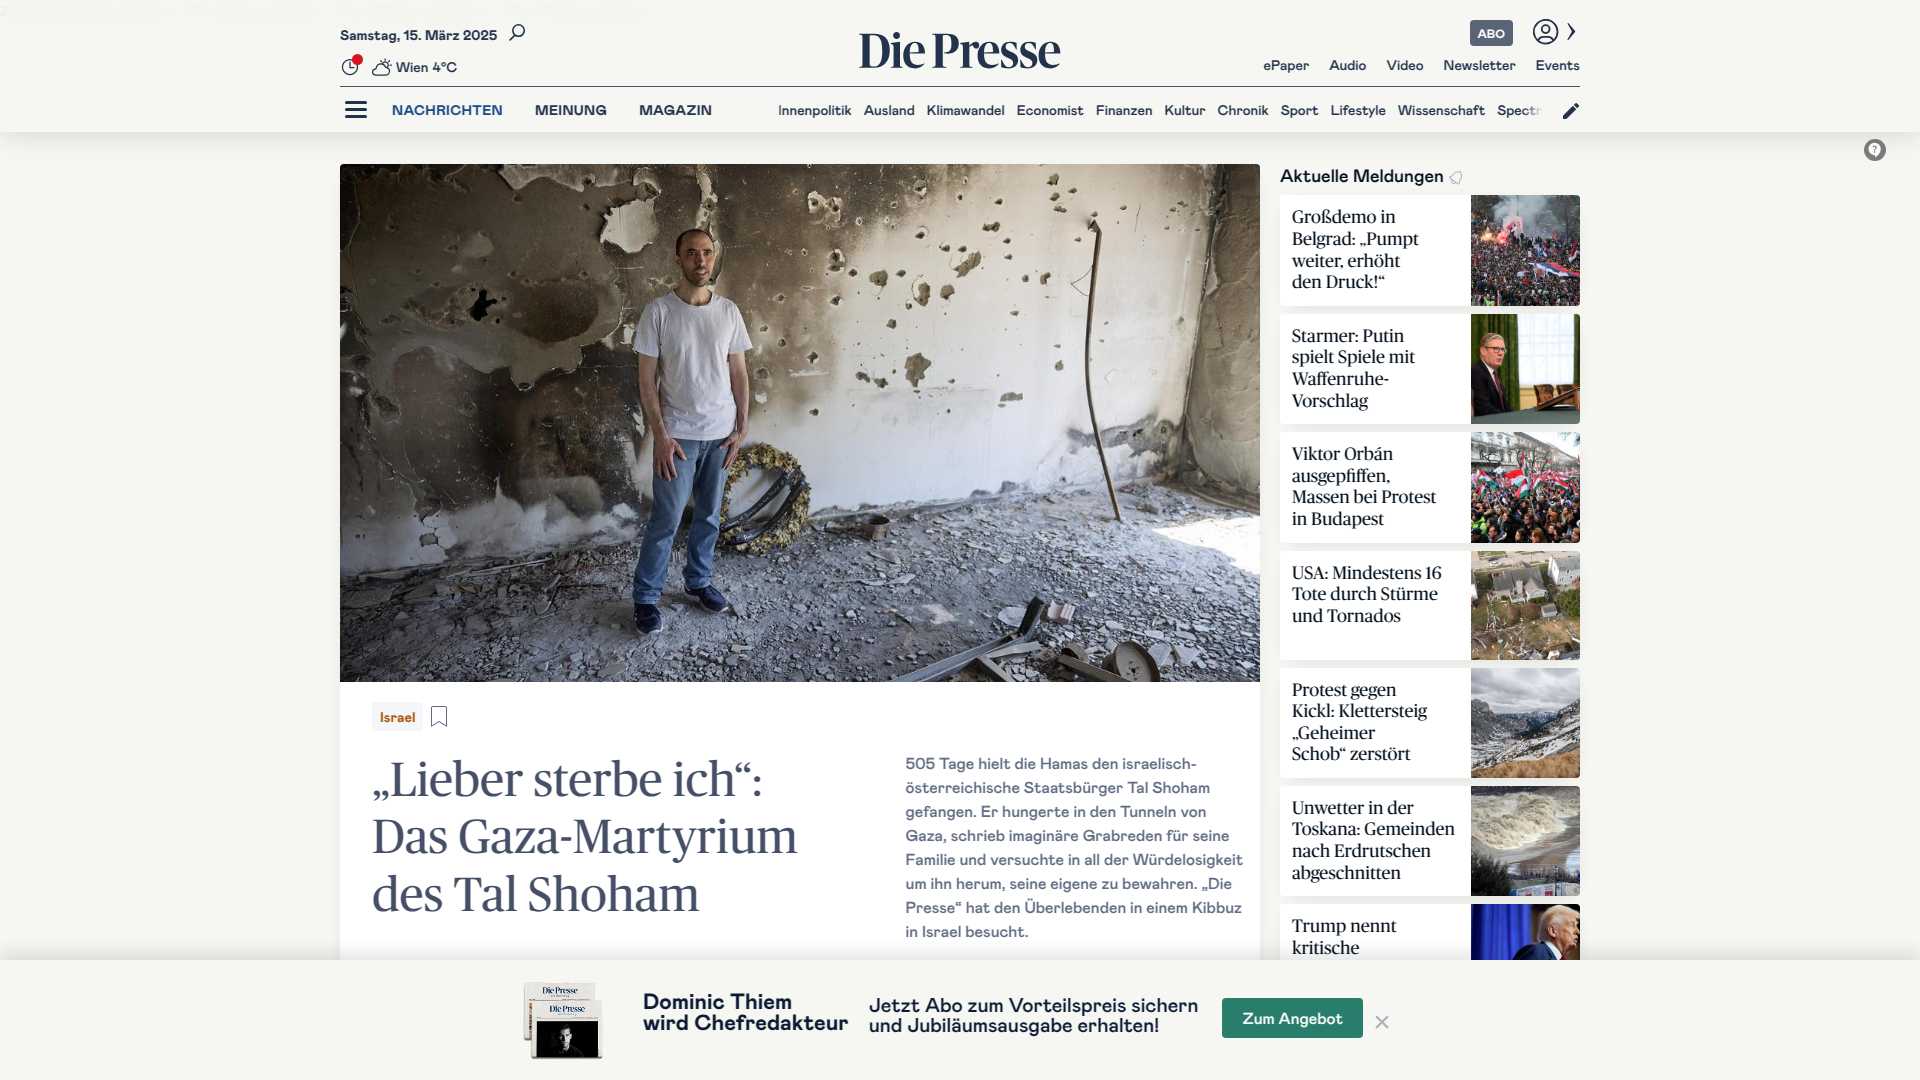 Samstag, 15. März 2025
Wien 4°C
Die Presse
ABO
ePaper Audio Video Newsletter Events
NACHRICHTEN MEINUNG MAGAZIN
Innenpolitik Ausland Klimawandel Economist Finanzen Kultur Chronik Sport Lifestyle Wissenschaft
Israel
„Lieber sterbe ich“:
Das Gaza-Martyrium
des Tal Shoham
505 Tage hielt die Hamas den israelisch-
österreichische Staatsbürger Tal Shoham
gefangen. Er hungerte in den Tunneln von
Gaza, schrieb imaginäre Grabreden für seine
Familie und versuchte in all der Würdelosigkeit
um ihn herum, seine eigene zu bewahren. „Die
Presse“ hat den Überlebenden in einem Kibbuz
in Israel besucht.
Aktuelle Meldungen
Großdemo in
Belgrad: „Pumpt
weiter, erhöht
den Druck!“
Starmer: Putin
spielt Spiele mit
Waffenruhe-
Vorschlag
Viktor Orbán
ausgepfiffen,
Massen bei Protest
in Budapest
USA: Mindestens 16
Tote durch Stürme
und Tornados
Protest gegen
Kickl: Klettersteig
„Geheimer
Schob“ zerstört
Unwetter in der
Toskana: Gemeinden
nach Erdrutschen
abgeschnitten
Trump nennt
kritische
Die Presse
Die Presse
Dominic Thiem
wird Chefredakteur
Jetzt Abo zum Vorteilspreis sichern
und Jubiläumsausgabe erhalten!
Zum Angebot